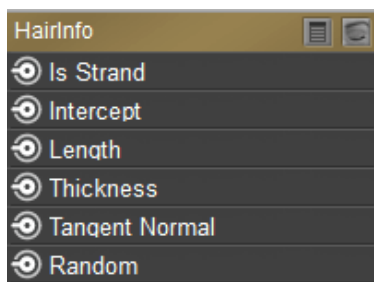 HairInfo
Is Strand
Intercept
Length
Thickness
Tangent Normal
Random